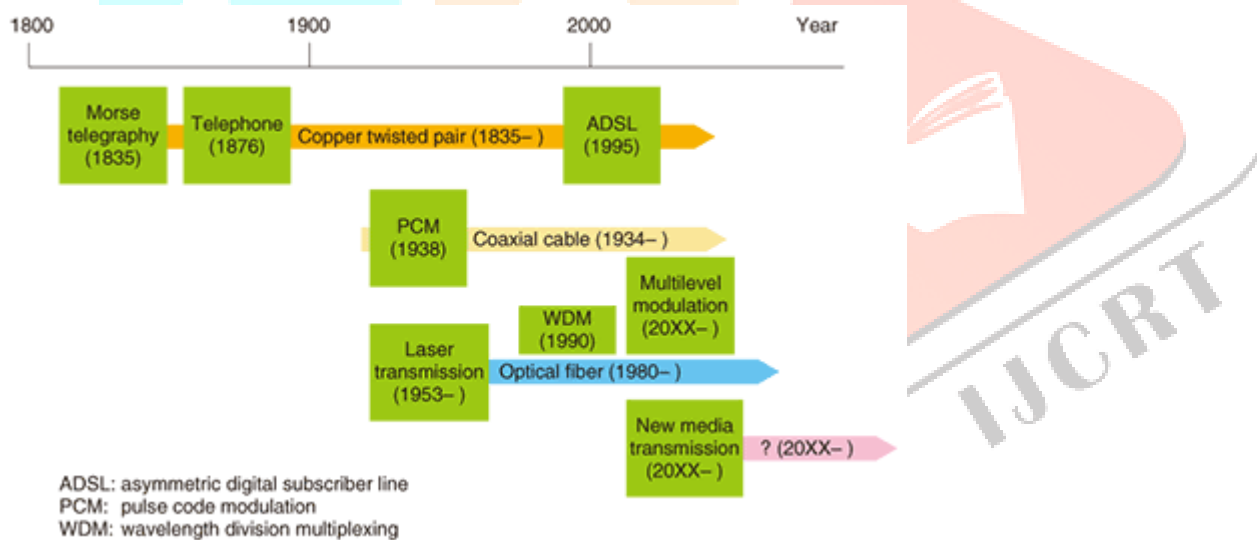 1800 1900 2000 Year
Morse
telegraphy
(1835)
Telephone
(1876)
Copper twisted pair (1835– )
ADSL
(1995)
PCM
(1938)
Coaxial cable (1934– )
Multilevel
modulation
(20XX– )
WDM
(1990)
Laser
transmission
(1953– )
Optical fiber (1980– )
New media
transmission
(20XX– )
? (20XX– )
ADSL: asymmetric digital subscriber line
PCM: pulse code modulation
WDM: wavelength division multiplexing
IJCRT